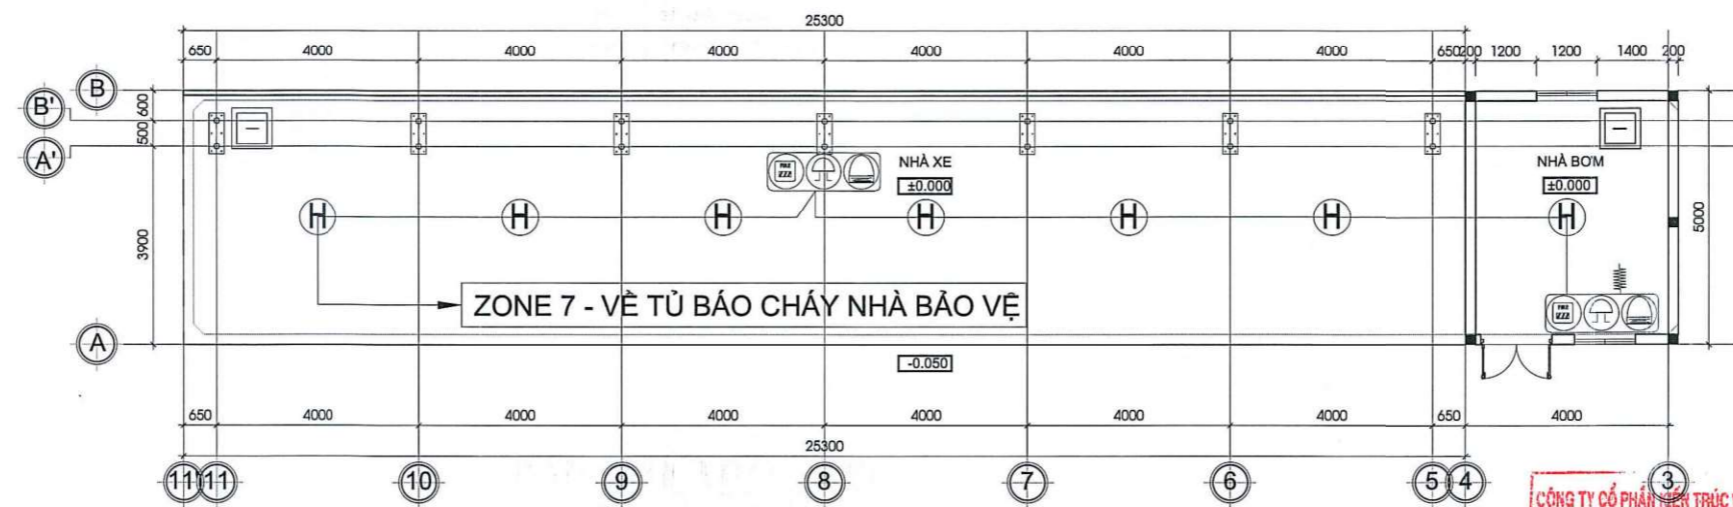 25300
650 4000 4000 4000 4000 4000 4000 650 200 1200 1200 1400 200
B
B'
A'
A
600
500
3900
5000
NHÀ XE
±0.000
NHÀ BƠM
±0.000
H H H H H H H
ZONE 7 - VỀ TỦ BÁO CHÁY NHÀ BẢO VỆ
-0.050
650 4000 4000 4000 4000 4000 4000 650 4000
25300
11' 11 10 9 8 7 6 5 4 3
CÔNG TY CỔ PHẦN KIẾN TRÚC